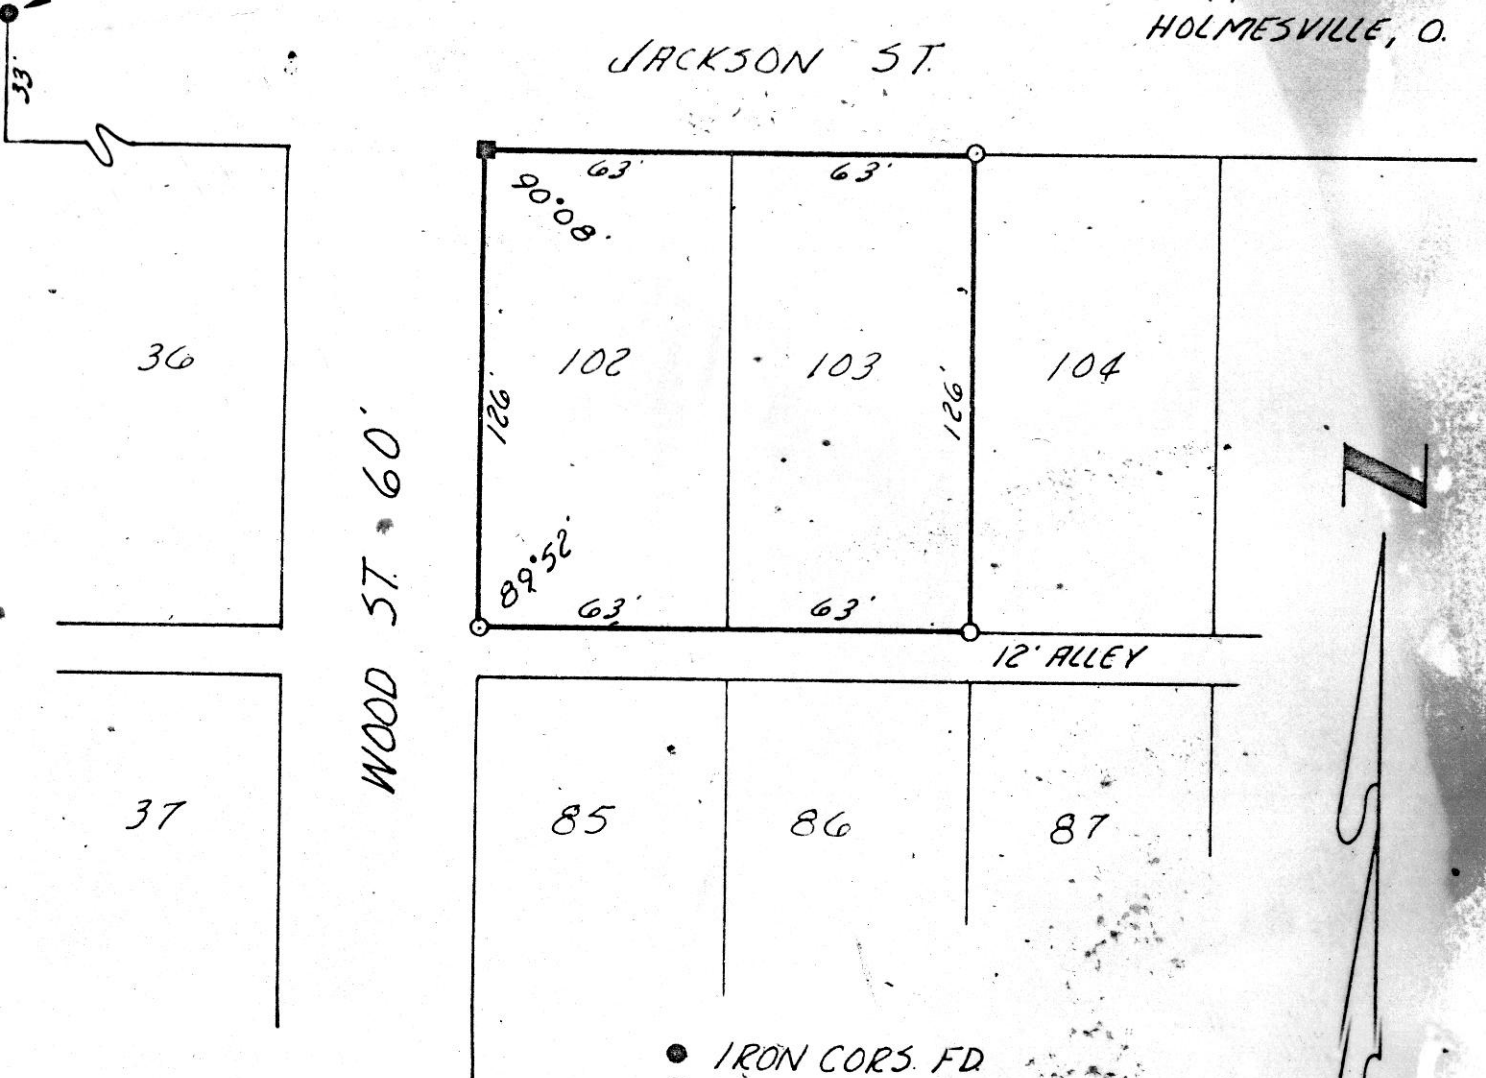 HOLMESVILLE, O.
JACKSON ST.
33'
63'
63'
90°08'
36
102
103
104
126'
126'
WOOD ST. 60'
N
89°52'
63'
63'
12' ALLEY
37
85
86
87
IRON CORS. FD.